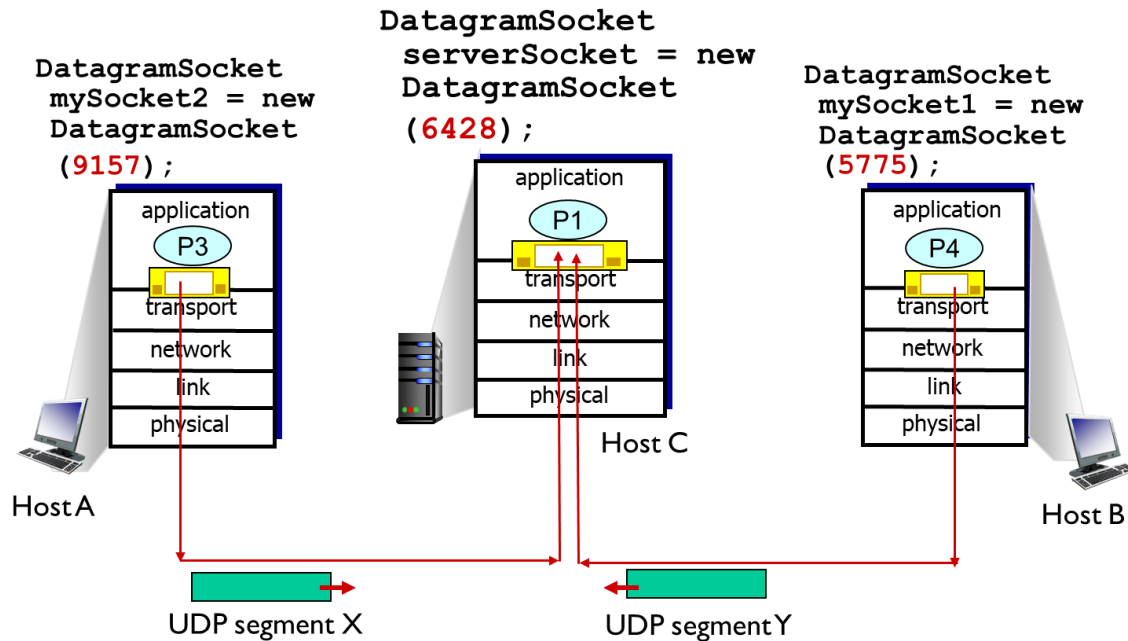 DatagramSocket
serverSocket = new
DatagramSocket
(6428);
DatagramSocket
mySocket2 = new
DatagramSocket
(9157);
DatagramSocket
mySocket1 = new
DatagramSocket
(5775);
application
P3
transport
network
link
physical
Host A
application
P1
transport
network
link
physical
Host C
application
P4
transport
network
link
physical
Host B
UDP segment X
UDP segment Y